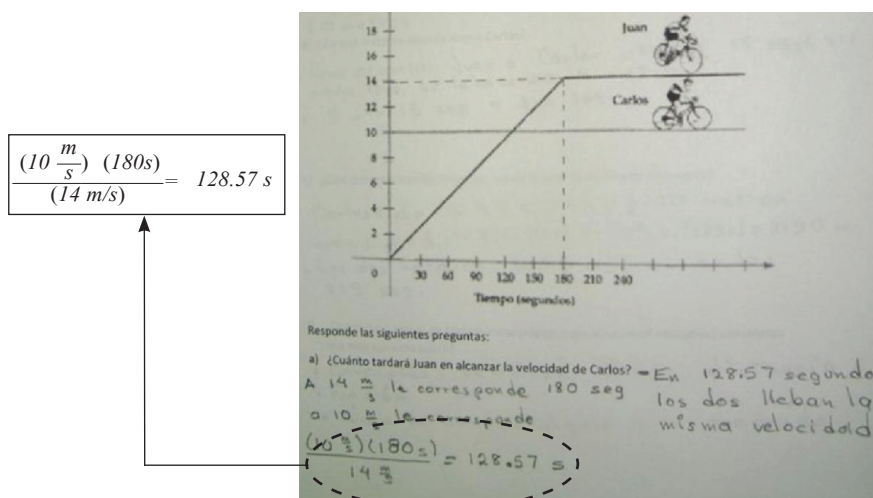 18
Juan
16
14
12
Carlos
10
8
6
4
2
0 30 60 90 120 150 180 210 240
Tiempo (segundos)
(10 m/s) (180s) / (14 m/s) = 128.57 s
Responde las siguientes preguntas:
a) ¿Cuánto tardará Juan en alcanzar la velocidad de Carlos? – En 128.57 segundo
A 14 m/s le corresponde 180 seg
los dos lleban la
a 10 m/s le corresponde
misma velocidad
(10 m/s)(180 s) / 14 m/s = 128.57 s